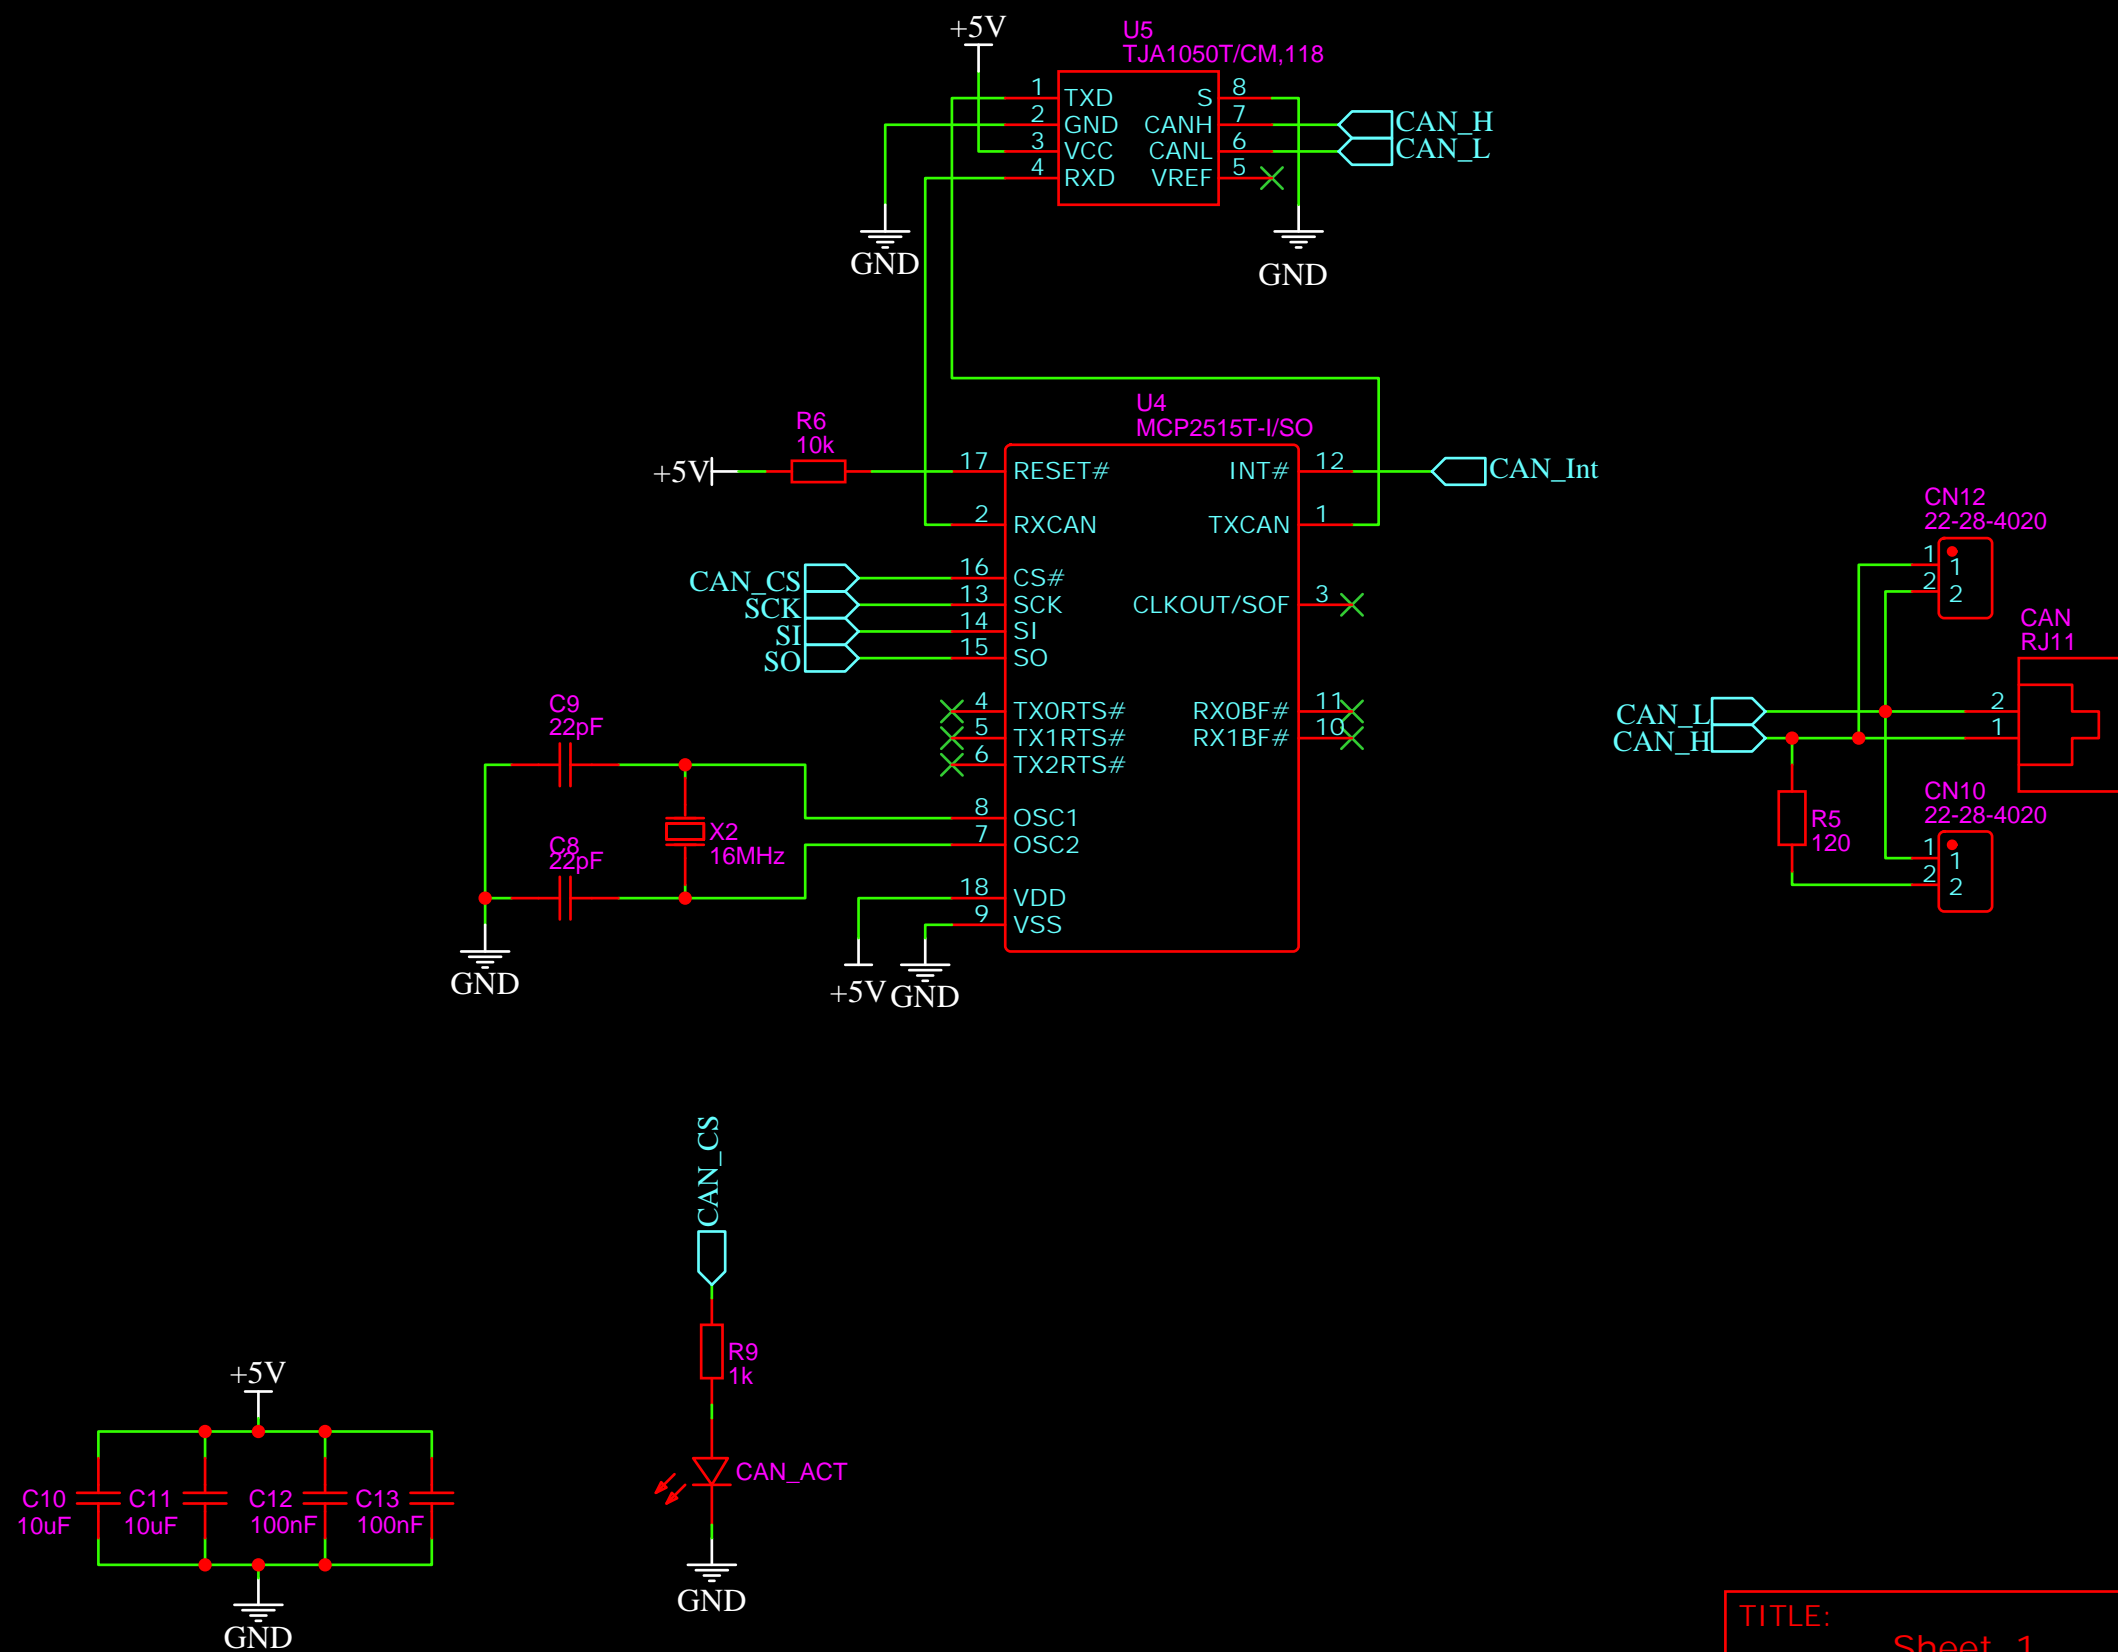 +5V
U5
TJA1050T/CM,118
1 TXD
2 GND
3 VCC
4 RXD
S 8
CANH 7
CANL 6
VREF 5
CAN_H
CAN_L
GND
GND
R6
10k
+5V
U4
MCP2515T-I/SO
17 RESET#
2 RXCAN
16 CS#
13 SCK
14 SI
15 SO
4 TX0RTS#
5 TX1RTS#
6 TX2RTS#
8 OSC1
7 OSC2
18 VDD
9 VSS
INT# 12
TXCAN 1
CLKOUT/SOF 3
RX0BF# 11
RX1BF# 10
CAN_Int
CAN_CS
SCK
SI
SO
C9
22pF
C8
22pF
X2
16MHz
GND
+5V
GND
CN12
22-28-4020
1 1
2 2
CAN
RJ11
2
1
CAN_L
CAN_H
R5
120
CN10
22-28-4020
1 1
2 2
CAN_CS
R9
1k
CAN_ACT
GND
+5V
C10
10uF
C11
10uF
C12
100nF
C13
100nF
GND
TITLE:
Sheet 1